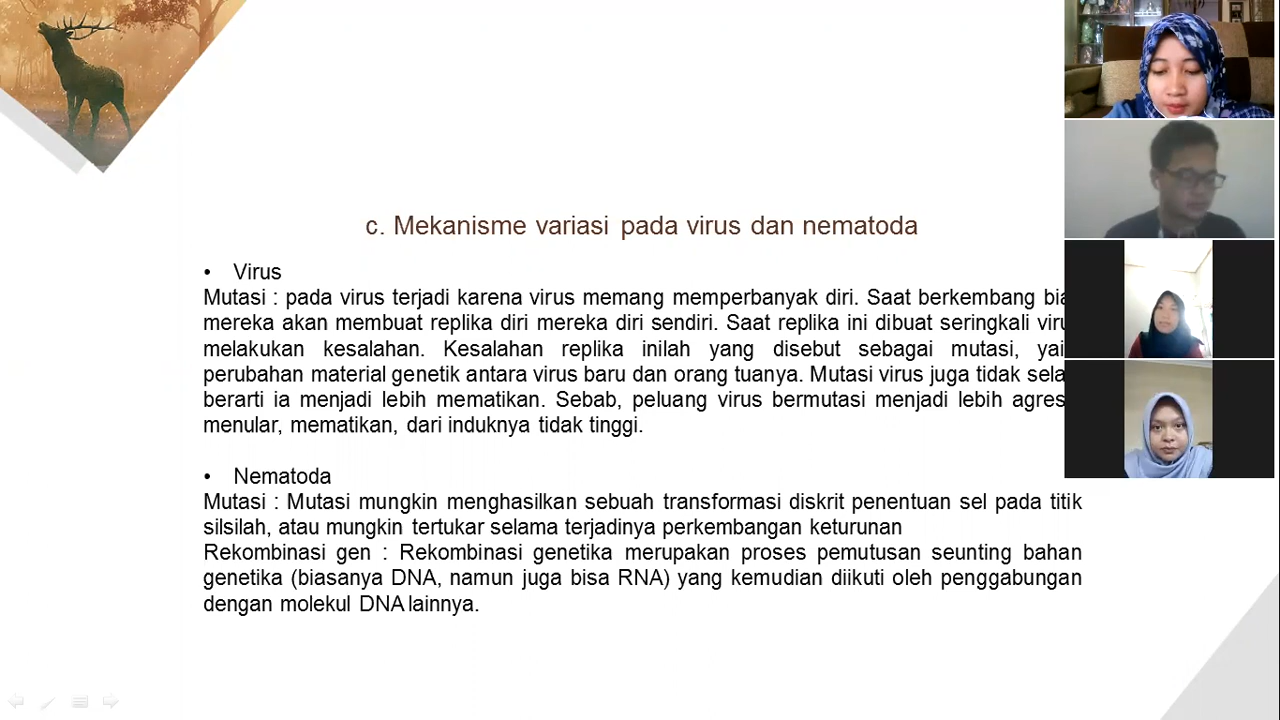 c. Mekanisme variasi pada virus dan nematoda
• Virus
Mutasi : pada virus terjadi karena virus memang memperbanyak diri. Saat berkembang
mereka akan membuat replika diri mereka diri sendiri. Saat replika ini dibuat seringkali
melakukan kesalahan. Kesalahan replika inilah yang disebut sebagai mutasi,
perubahan material genetik antara virus baru dan orang tuanya. Mutasi virus juga tidak
berarti ia menjadi lebih mematikan. Sebab, peluang virus bermutasi menjadi lebih
menular, mematikan, dari induknya tidak tinggi.
• Nematoda
Mutasi : Mutasi mungkin menghasilkan sebuah transformasi diskrit penentuan sel pada titik
silsilah, atau mungkin tertukar selama terjadinya perkembangan keturunan
Rekombinasi gen : Rekombinasi genetika merupakan proses pemutusan seunting bahan
genetika (biasanya DNA, namun juga bisa RNA) yang kemudian diikuti oleh penggabungan
dengan molekul DNA lainnya.